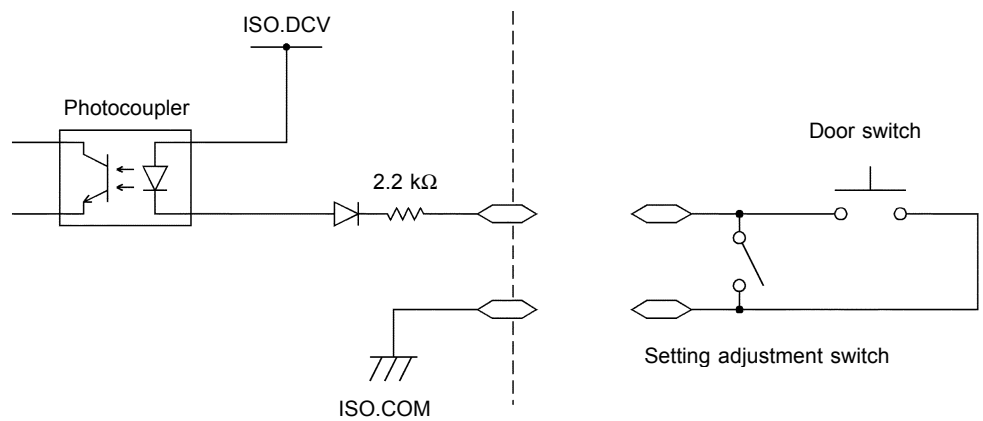 ISO.DCV
Photocoupler
Door switch
2.2 kΩ
Setting adjustment switch
ISO.COM